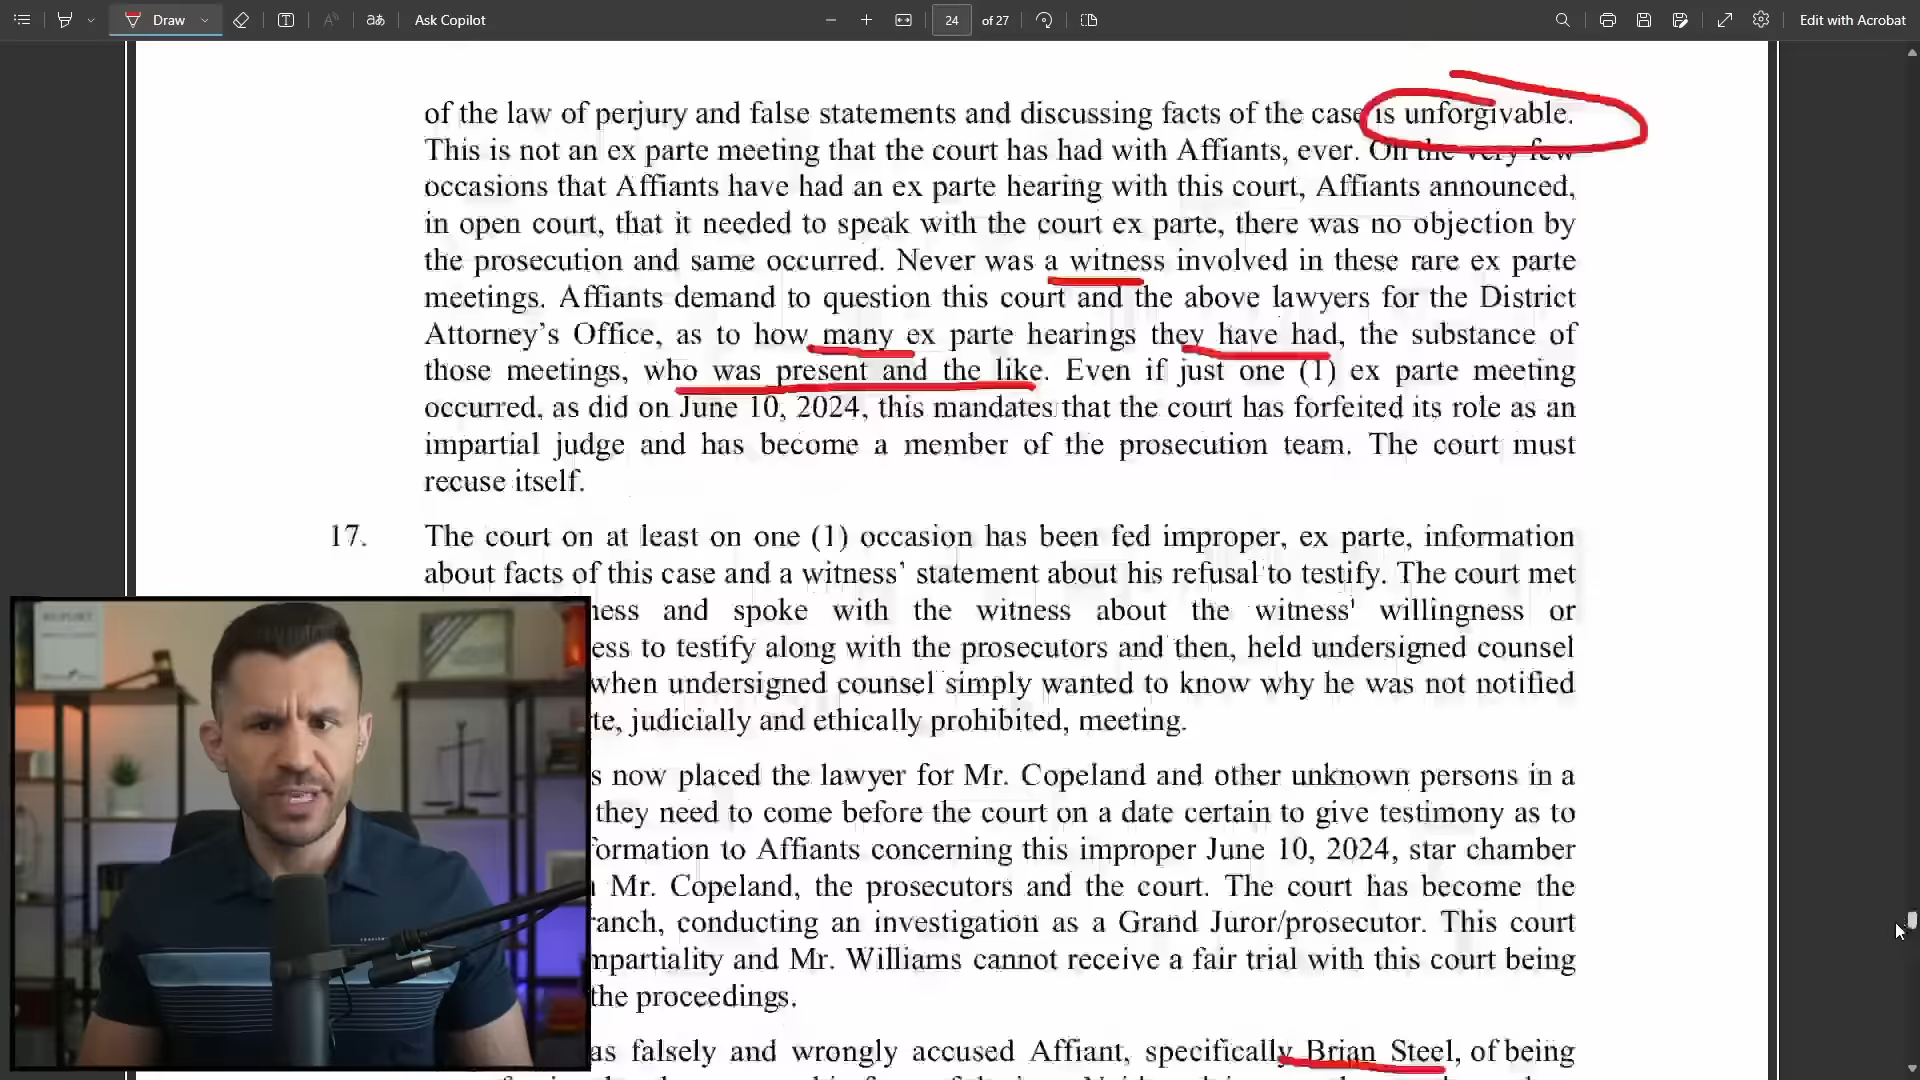 Draw
Ask Copilot
24 of 27
Edit with Acrobat
of the law of perjury and false statements and discussing facts of the case is unforgivable.
This is not an ex parte meeting that the court has had with Affiants, ever. On the very few
occasions that Affiants have had an ex parte hearing with this court, Affiants announced,
in open court, that it needed to speak with the court ex parte, there was no objection by
the prosecution and same occurred. Never was a witness involved in these rare ex parte
meetings. Affiants demand to question this court and the above lawyers for the District
Attorney's Office, as to how many ex parte hearings they have had, the substance of
those meetings, who was present and the like. Even if just one (1) ex parte meeting
occurred, as did on June 10, 2024, this mandates that the court has forfeited its role as an
impartial judge and has become a member of the prosecution team. The court must
recuse itself.
17. The court on at least on one (1) occasion has been fed improper, ex parte, information
about facts of this case and a witness' statement about his refusal to testify. The court met
ness and spoke with the witness about the witness' willingness or
ess to testify along with the prosecutors and then, held undersigned counsel
when undersigned counsel simply wanted to know why he was not notified
te, judicially and ethically prohibited, meeting.
s now placed the lawyer for Mr. Copeland and other unknown persons in a
they need to come before the court on a date certain to give testimony as to
formation to Affiants concerning this improper June 10, 2024, star chamber
Mr. Copeland, the prosecutors and the court. The court has become the
ranch, conducting an investigation as a Grand Juror/prosecutor. This court
mpartiality and Mr. Williams cannot receive a fair trial with this court being
the proceedings.
as falsely and wrongly accused Affiant, specifically Brian Steel, of being